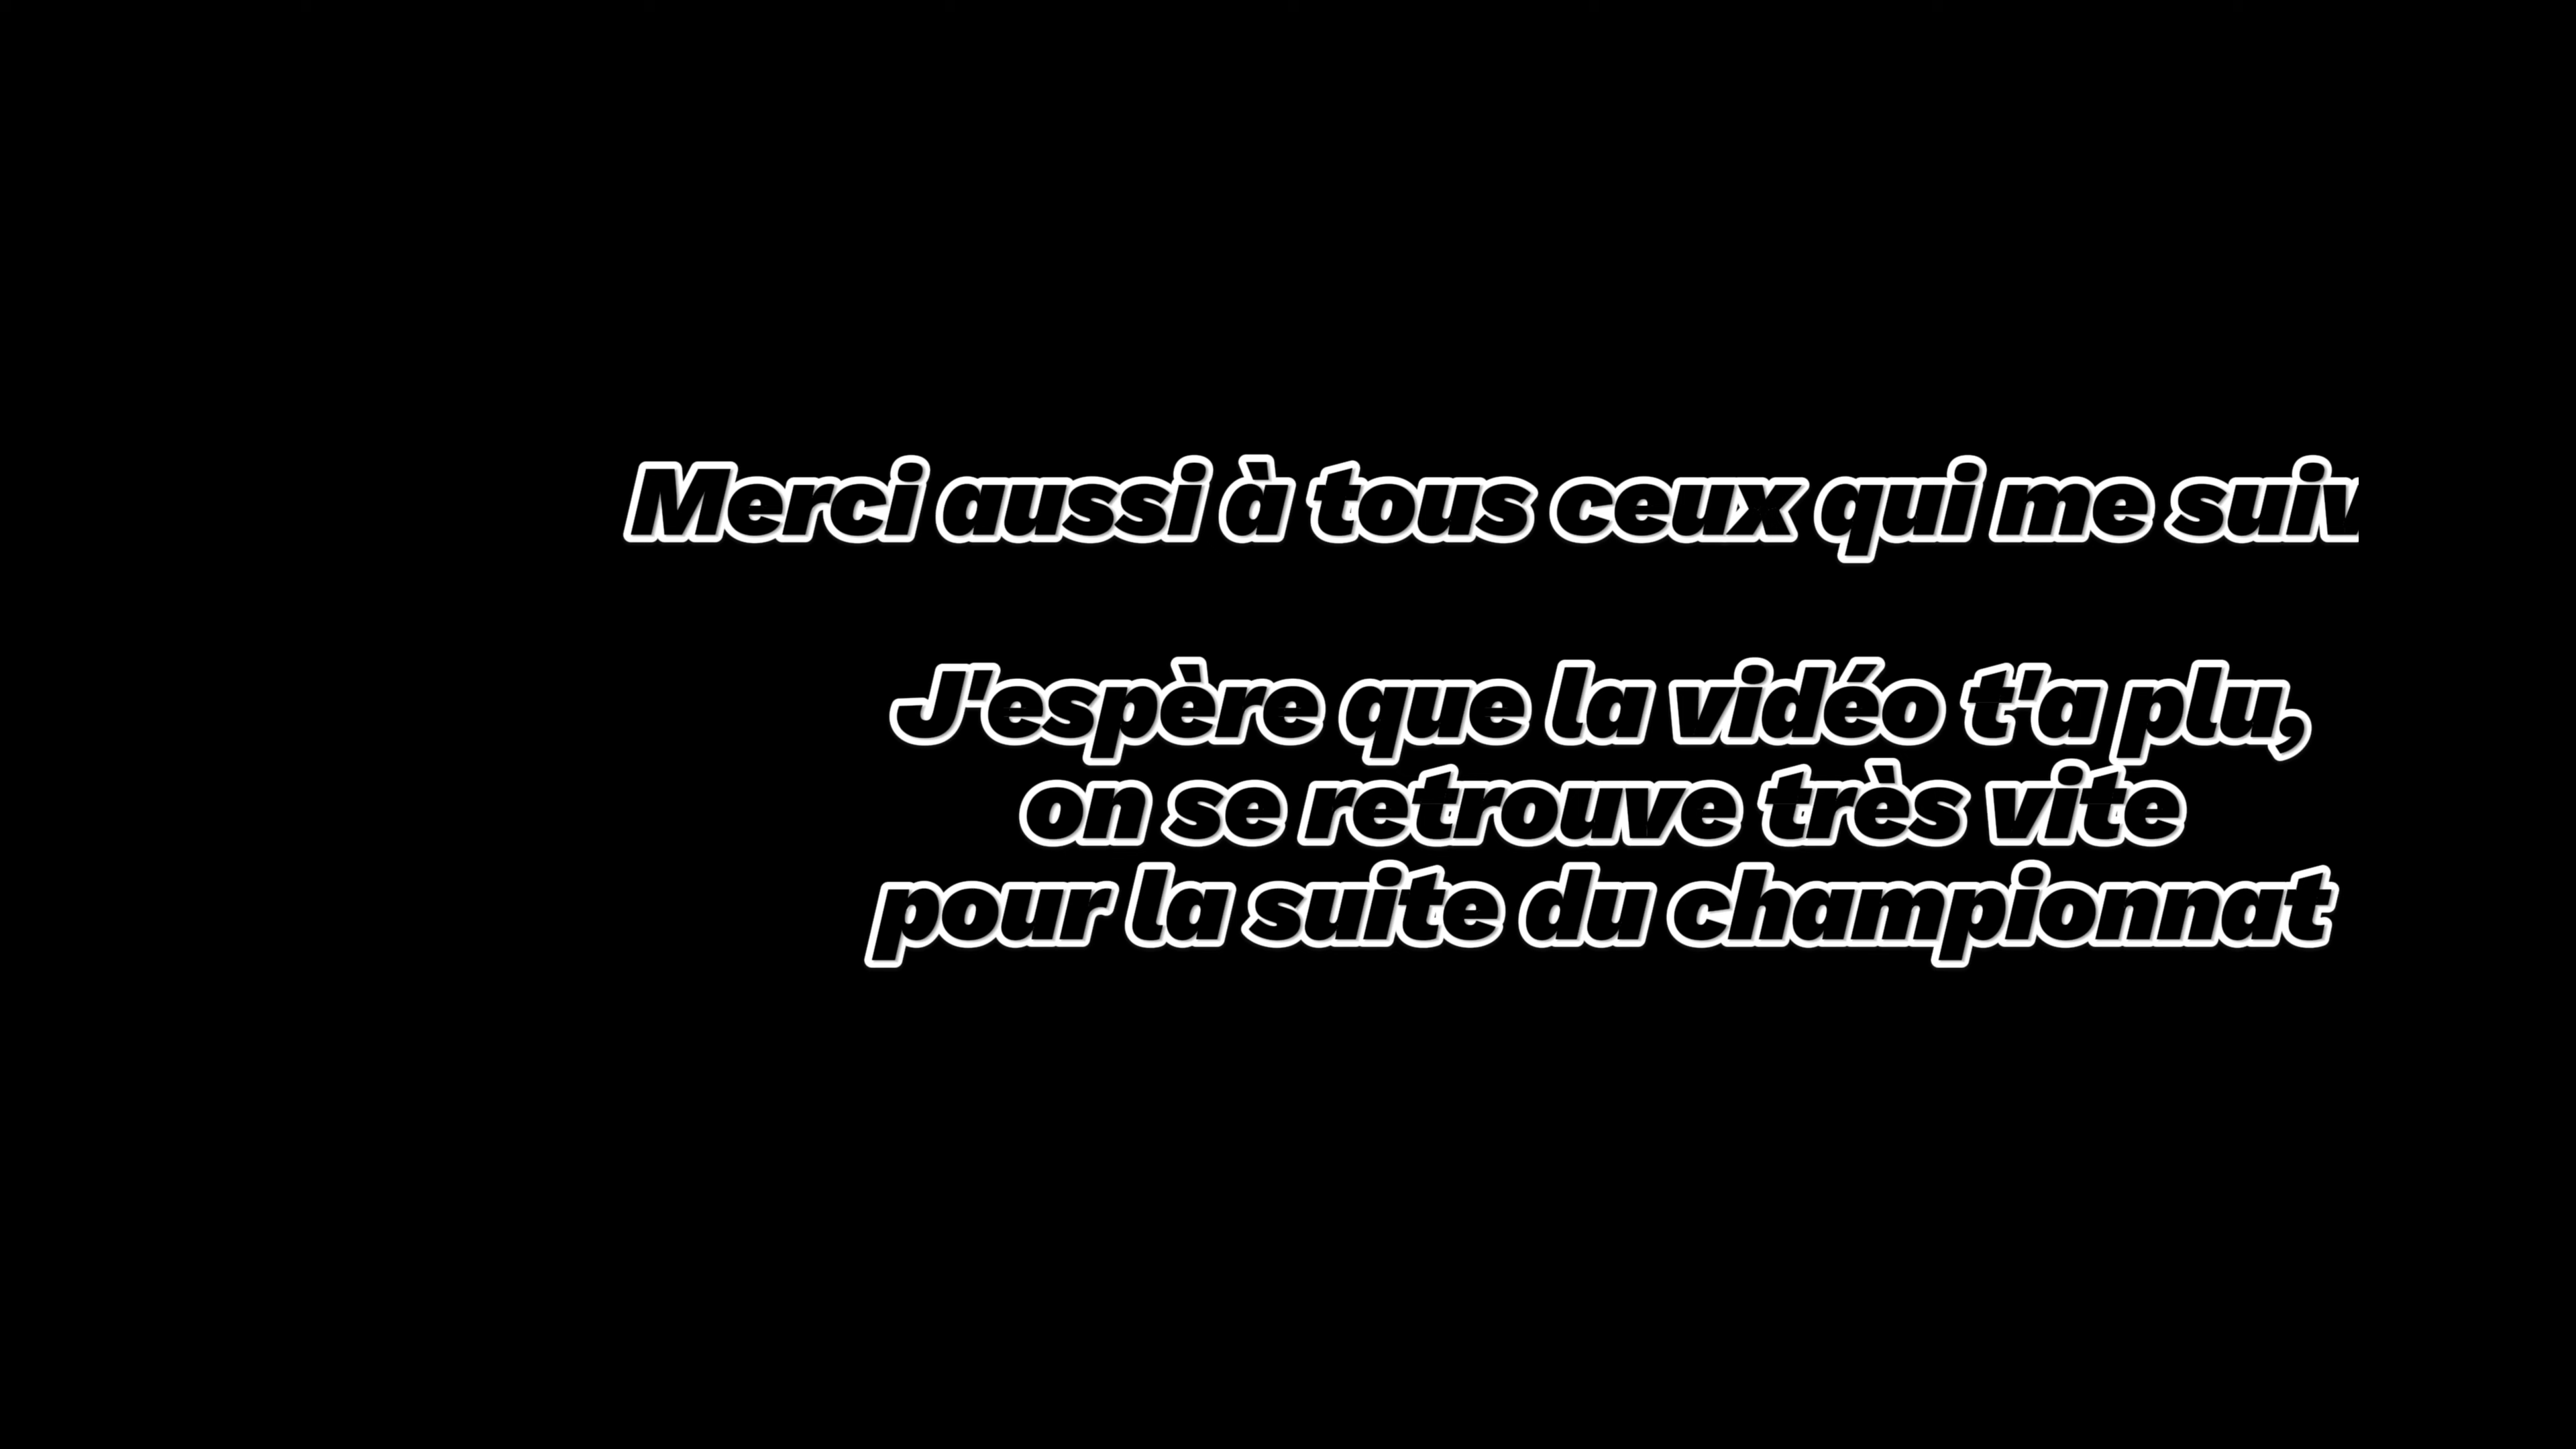 Merci aussi à tous ceux qui me suiv
J'espère que la vidéo t'a plu,
on se retrouve très vite
pour la suite du championnat